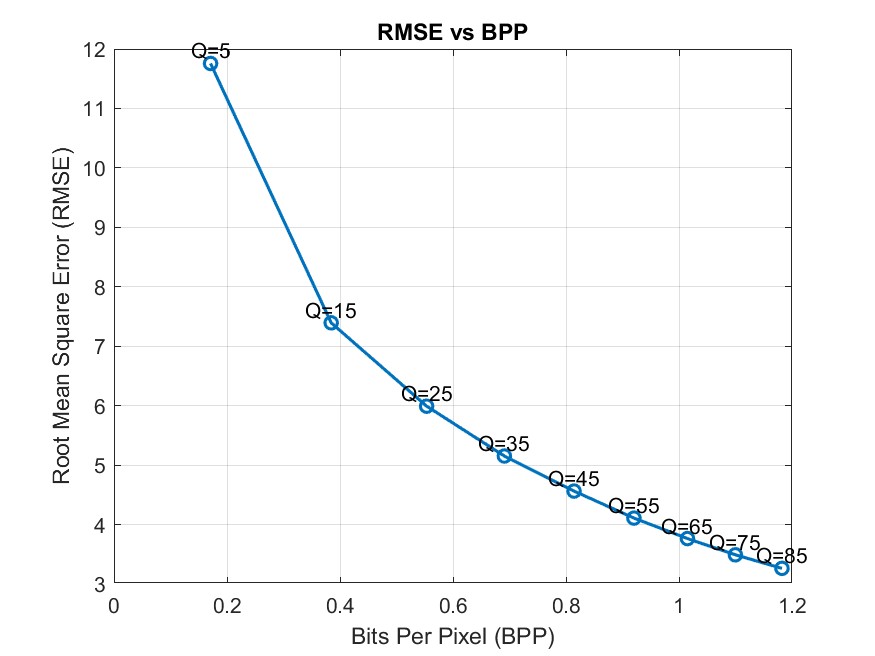 RMSE vs BPP
Root Mean Square Error (RMSE)
12
11
10
9
8
7
6
5
4
3
Q=5
Q=15
Q=25
Q=35
Q=45
Q=55
Q=65
Q=75
Q=85
0 0.2 0.4 0.6 0.8 1 1.2
Bits Per Pixel (BPP)